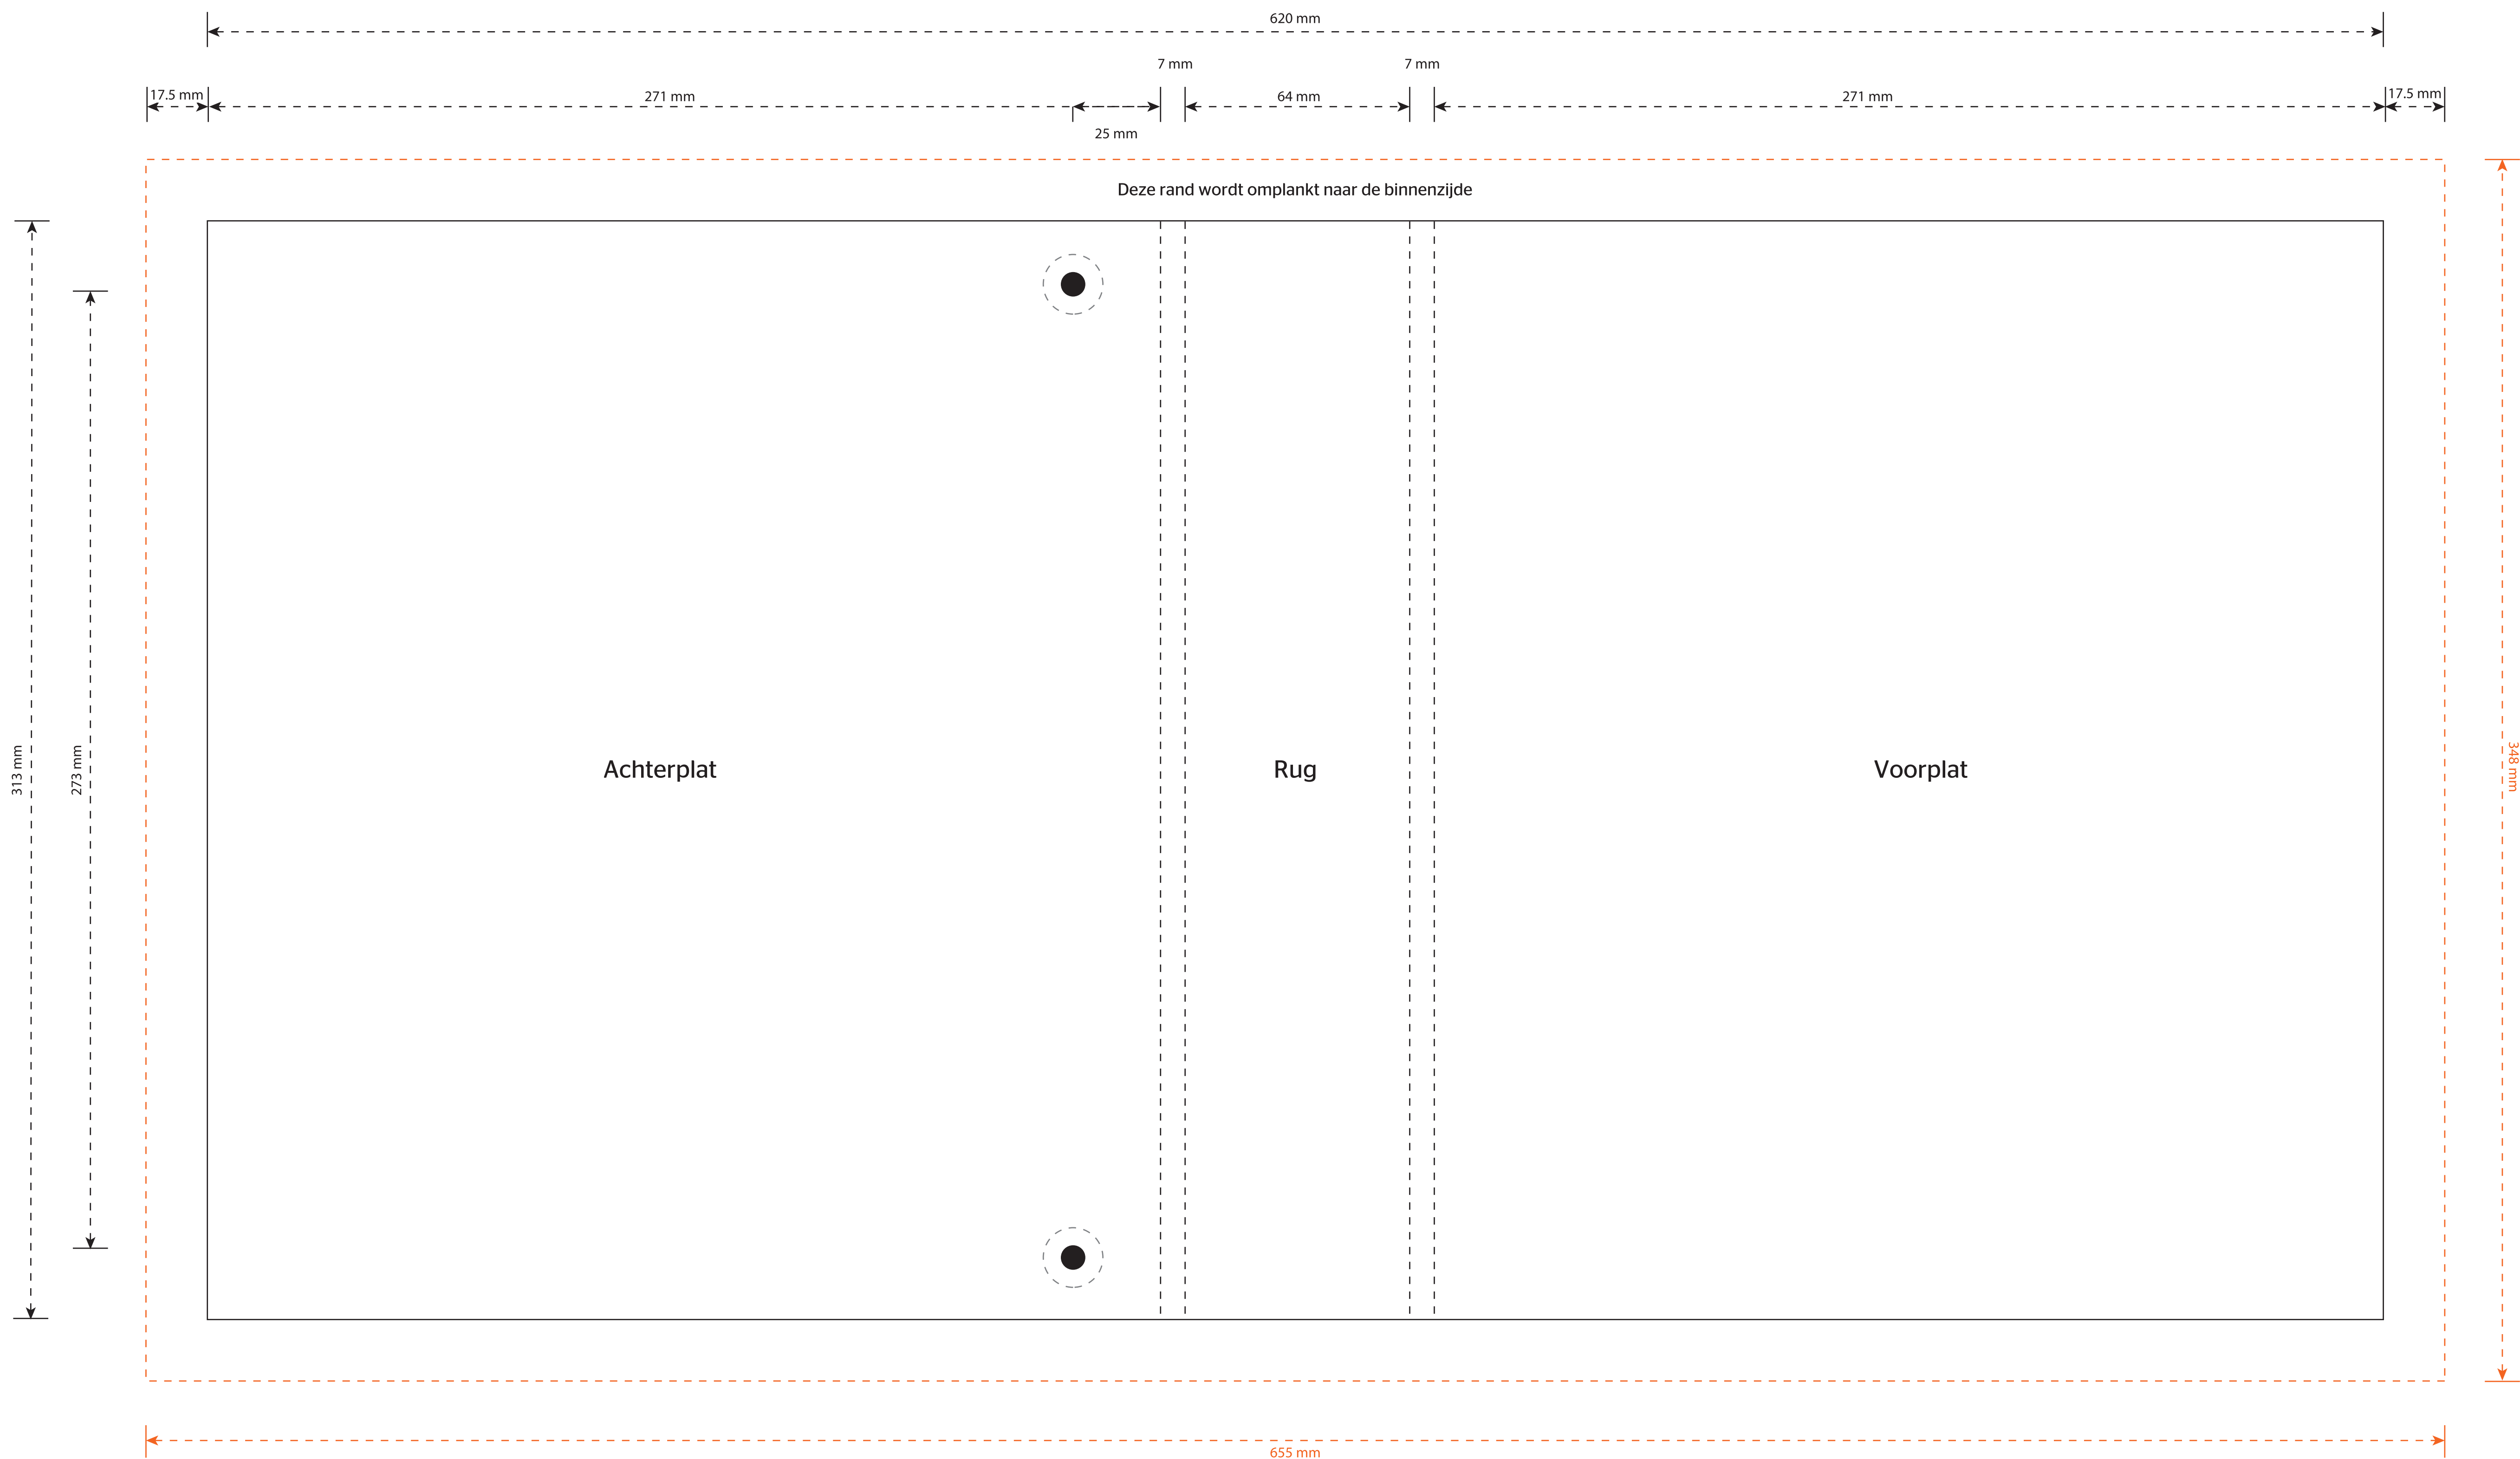 620 mm
7 mm
7 mm
17.5 mm
271 mm
64 mm
271 mm
17.5 mm
25 mm
Deze rand wordt omplankt naar de binnenzijde
313 mm
273 mm
Achterplat
Rug
Voorplat
348 mm
655 mm